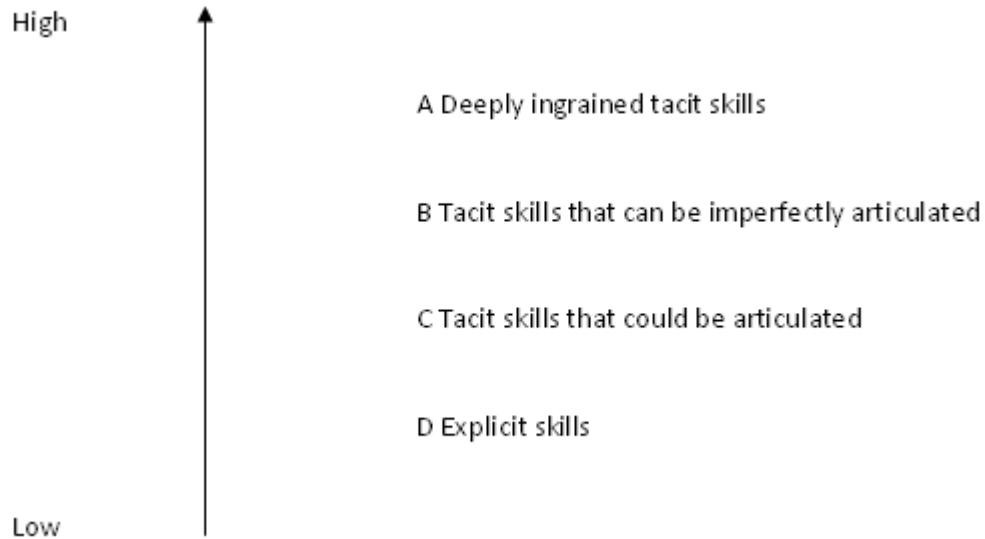 High
A Deeply ingrained tacit skills
B Tacit skills that can be imperfectly articulated
C Tacit skills that could be articulated
D Explicit skills
Low